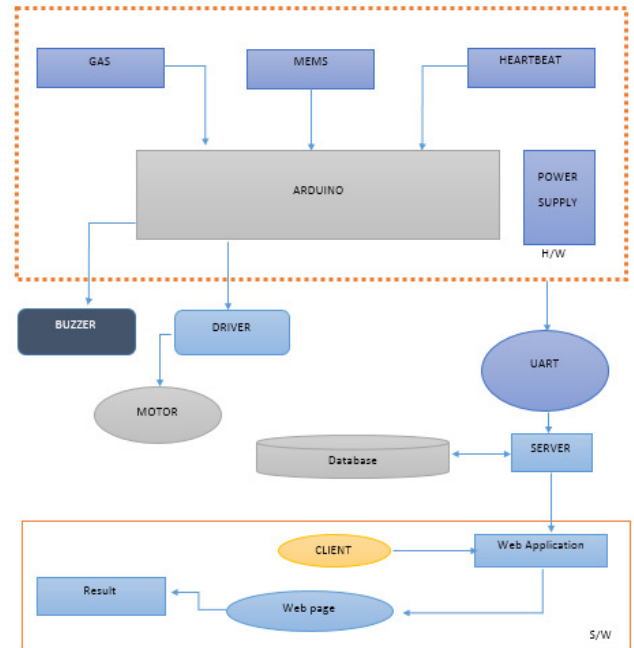 GAS
MEMS
HEARTBEAT
ARDUINO
POWER
SUPPLY
H/W
BUZZER
DRIVER
MOTOR
UART
SERVER
Database
CLIENT
Web Application
Result
Web page
S/W